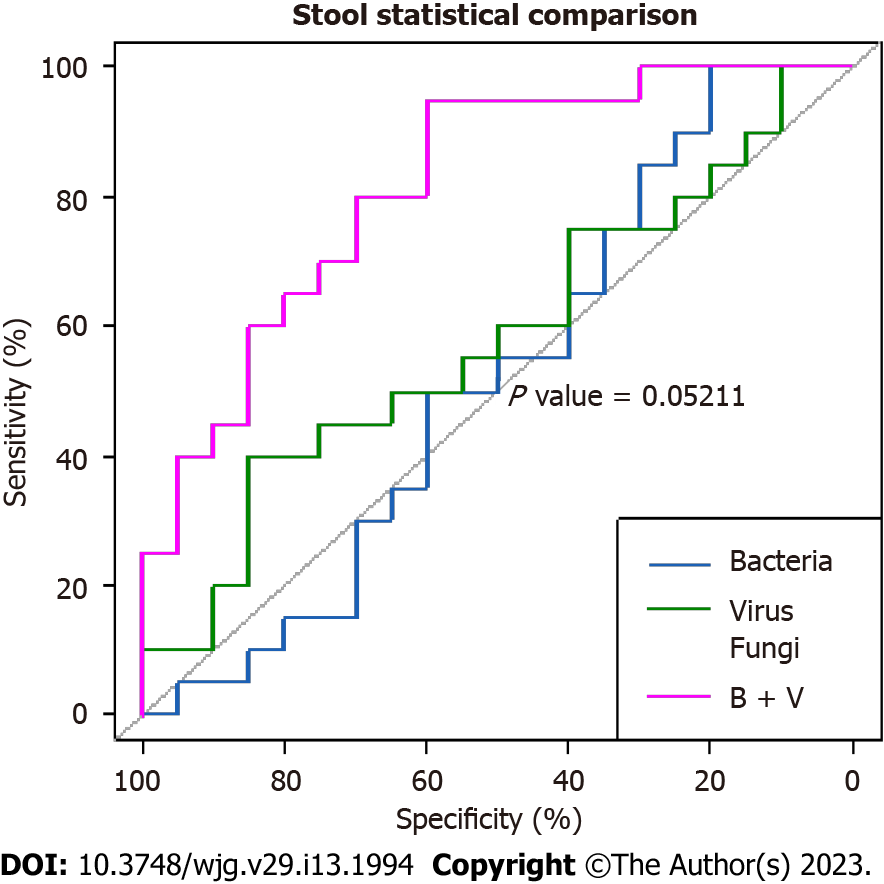 Stool statistical comparison
100
80
60
40
20
0
Sensitivity (%)
P value = 0.05211
Bacteria
Virus
Fungi
B + V
100
80
60
40
20
0
Specificity (%)
DOI: 10.3748/wjg.v29.i13.1994 Copyright ©The Author(s) 2023.